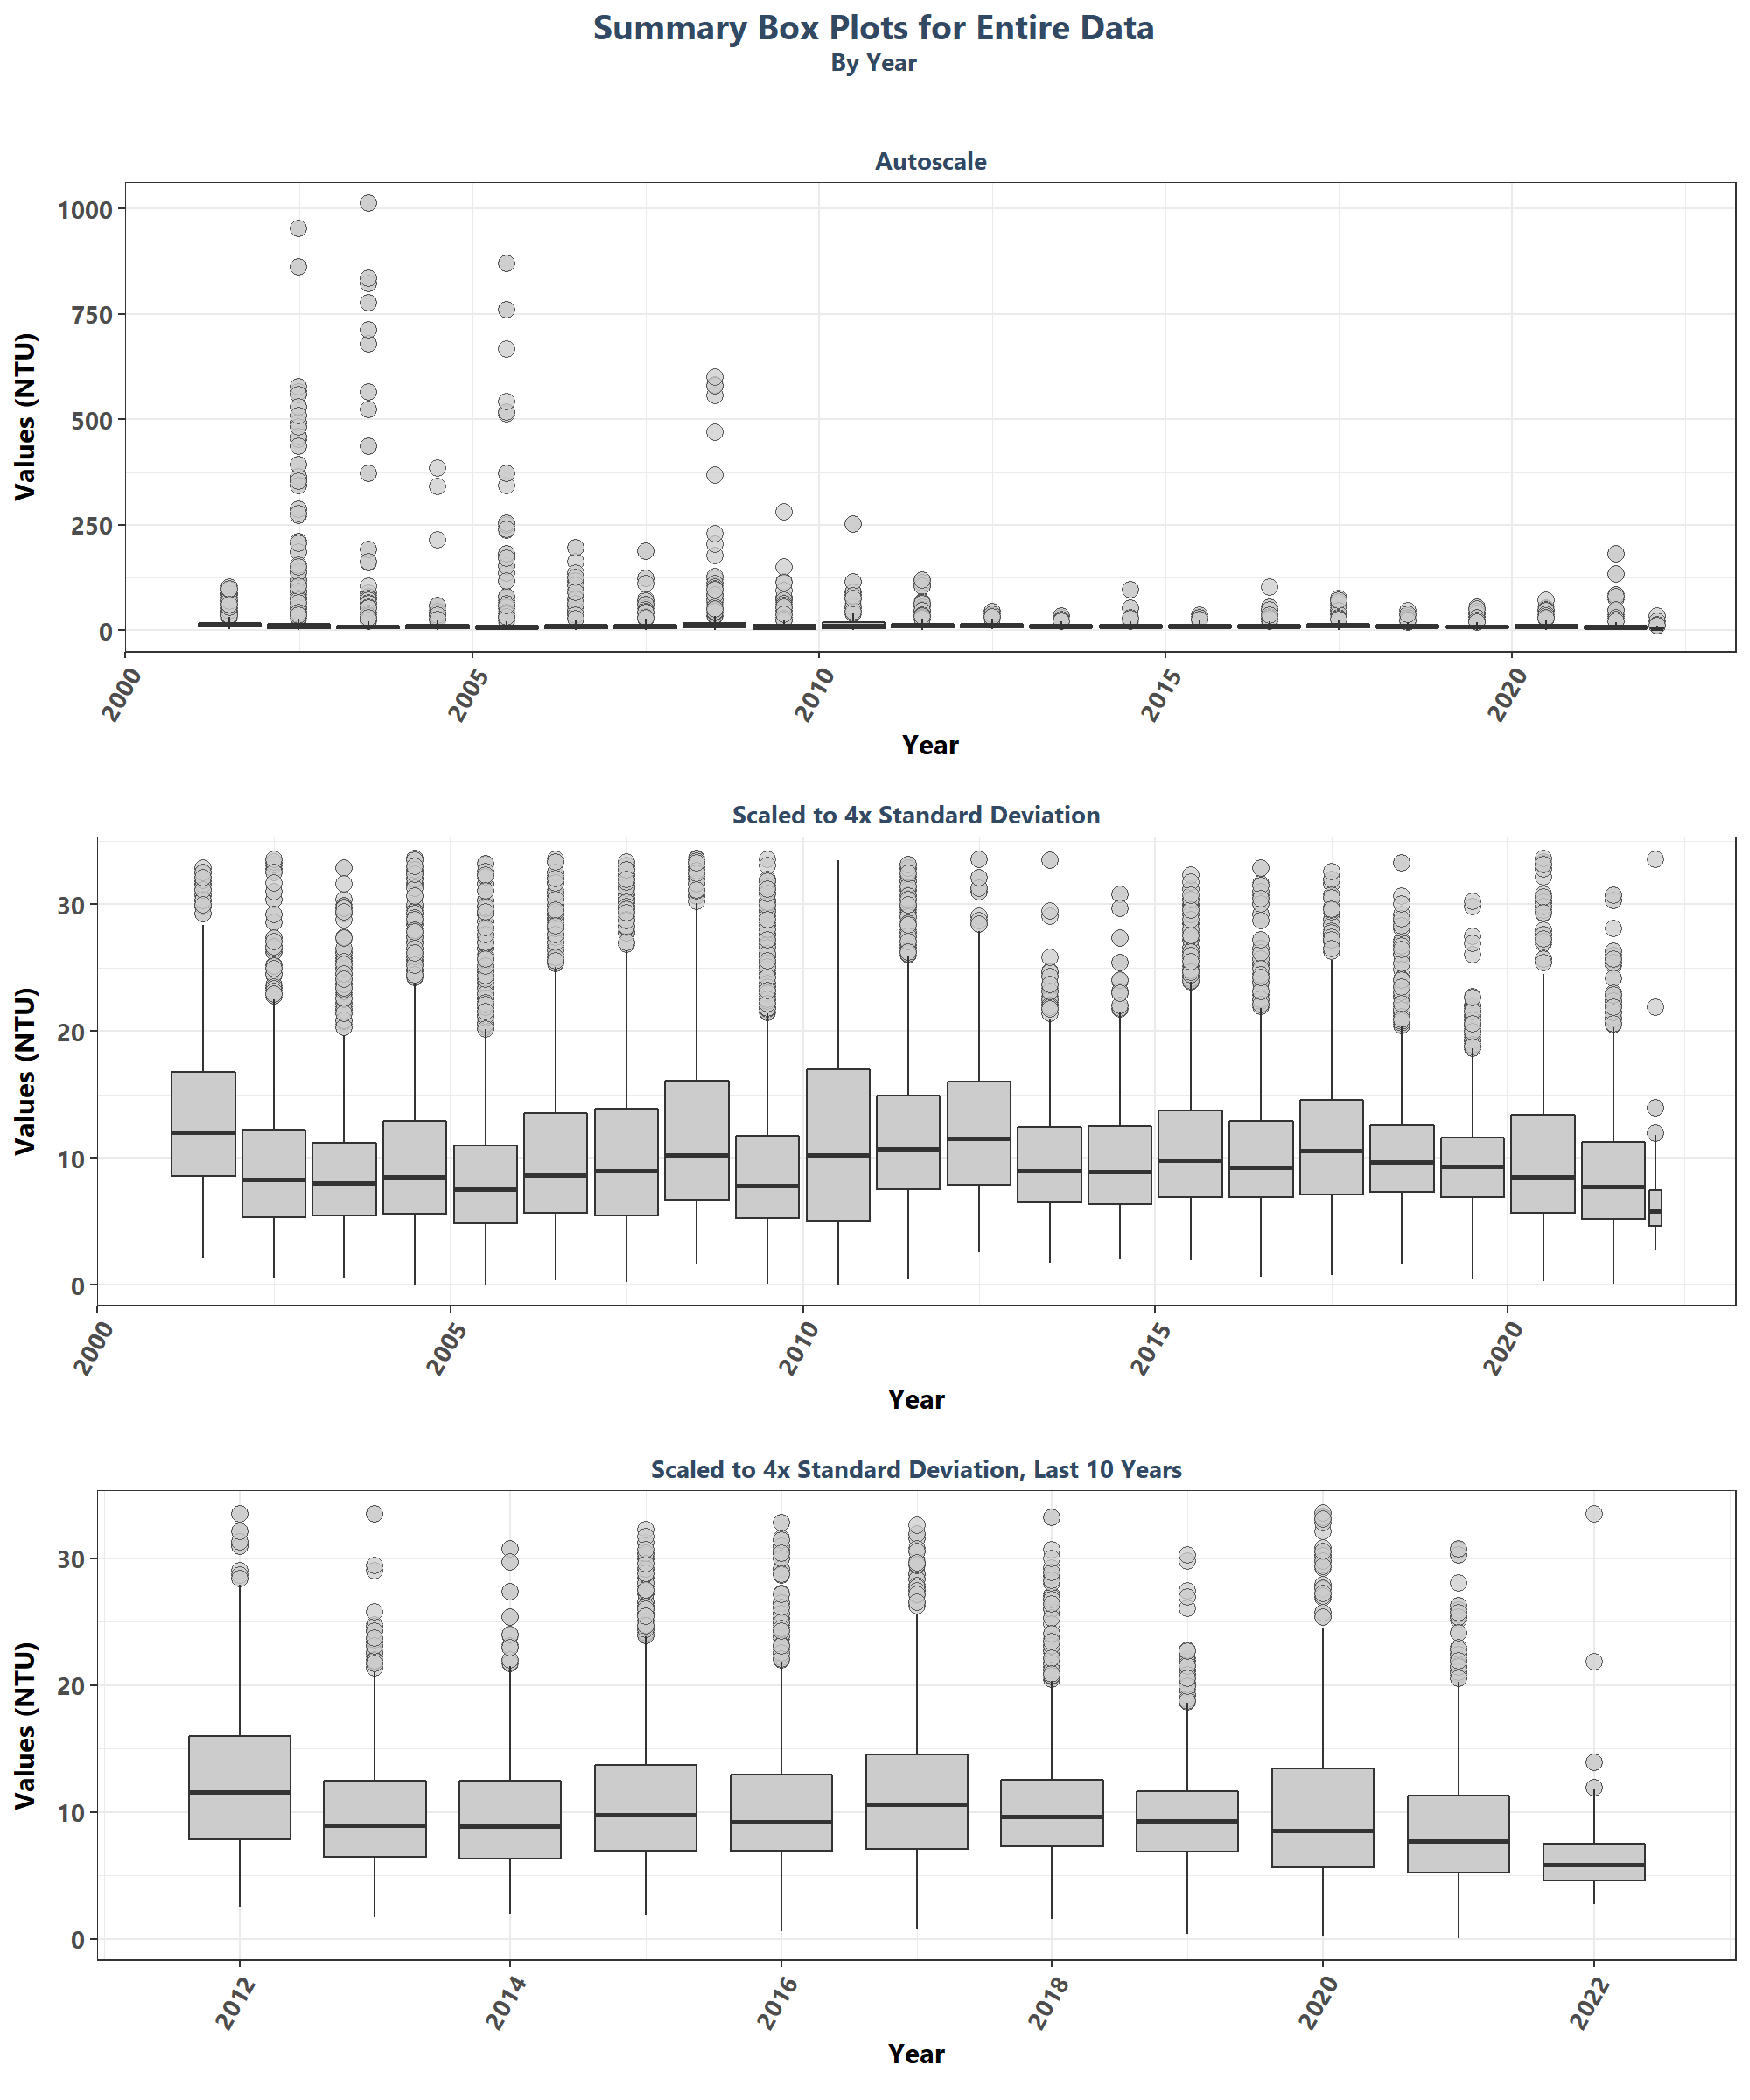 Summary Box Plots for Entire Data
By Year
Autoscale
Values (NTU)
1000
750
500
250
0
2000
2005
2010
2015
2020
Year
Scaled to 4x Standard Deviation
Values (NTU)
30
20
10
0
2000
2005
2010
2015
2020
Year
Scaled to 4x Standard Deviation, Last 10 Years
Values (NTU)
30
20
10
0
2012
2014
2016
2018
2020
2022
Year